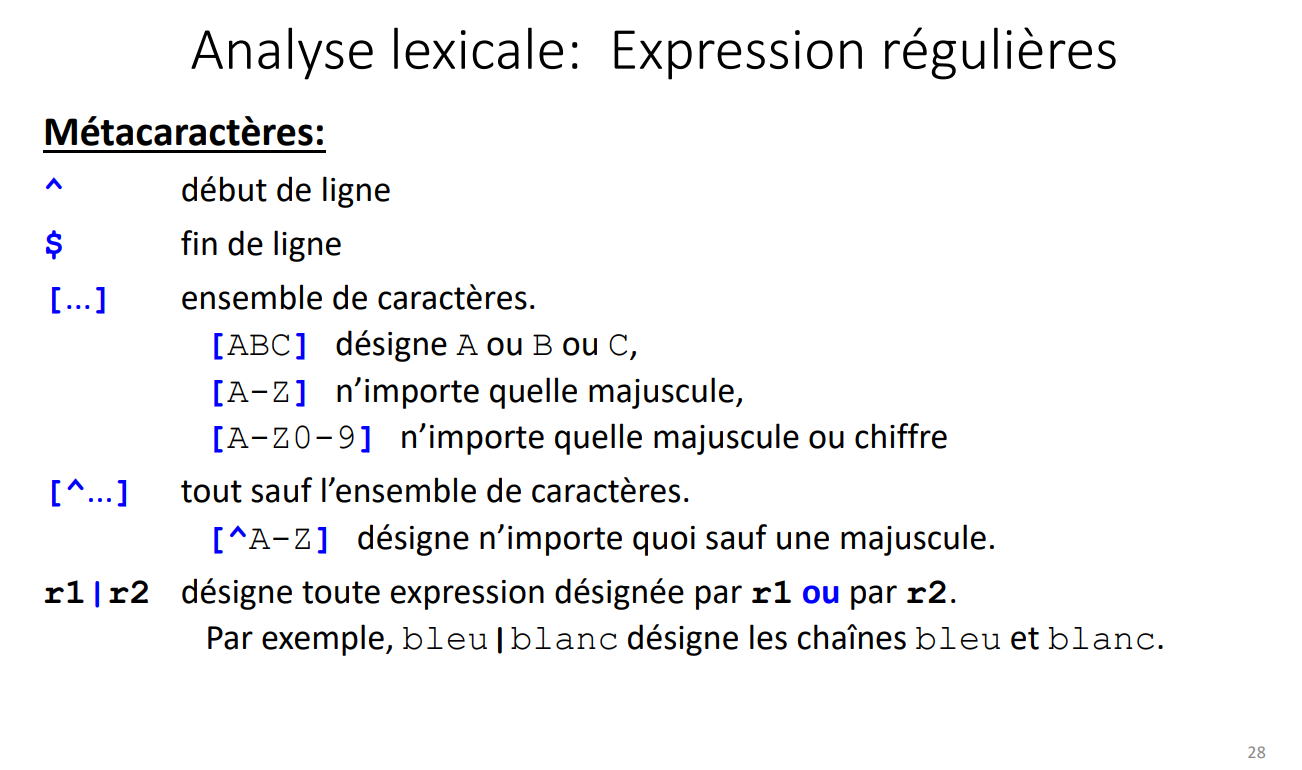 Analyse lexicale: Expression régulières
Métacaractères:
^ début de ligne
$ fin de ligne
[…] ensemble de caractères.
[ABC] désigne A ou B ou C,
[A-Z] n’importe quelle majuscule,
[A-Z0-9] n’importe quelle majuscule ou chiffre
[^…] tout sauf l’ensemble de caractères.
[^A-Z] désigne n’importe quoi sauf une majuscule.
r1|r2 désigne toute expression désignée par r1 ou par r2.
Par exemple, bleu|blanc désigne les chaînes bleu et blanc.
28